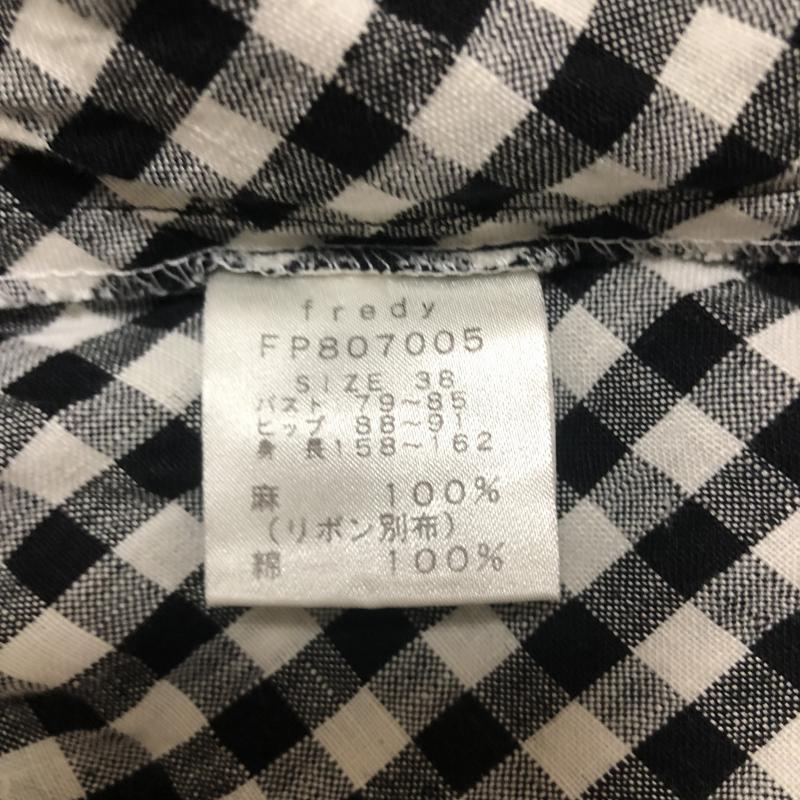 fredy
FP807005
SIZE 38
バスト 79~85
ヒップ 88~91
身 長158~162
麻 100%
(リボン別布)
綿 100%